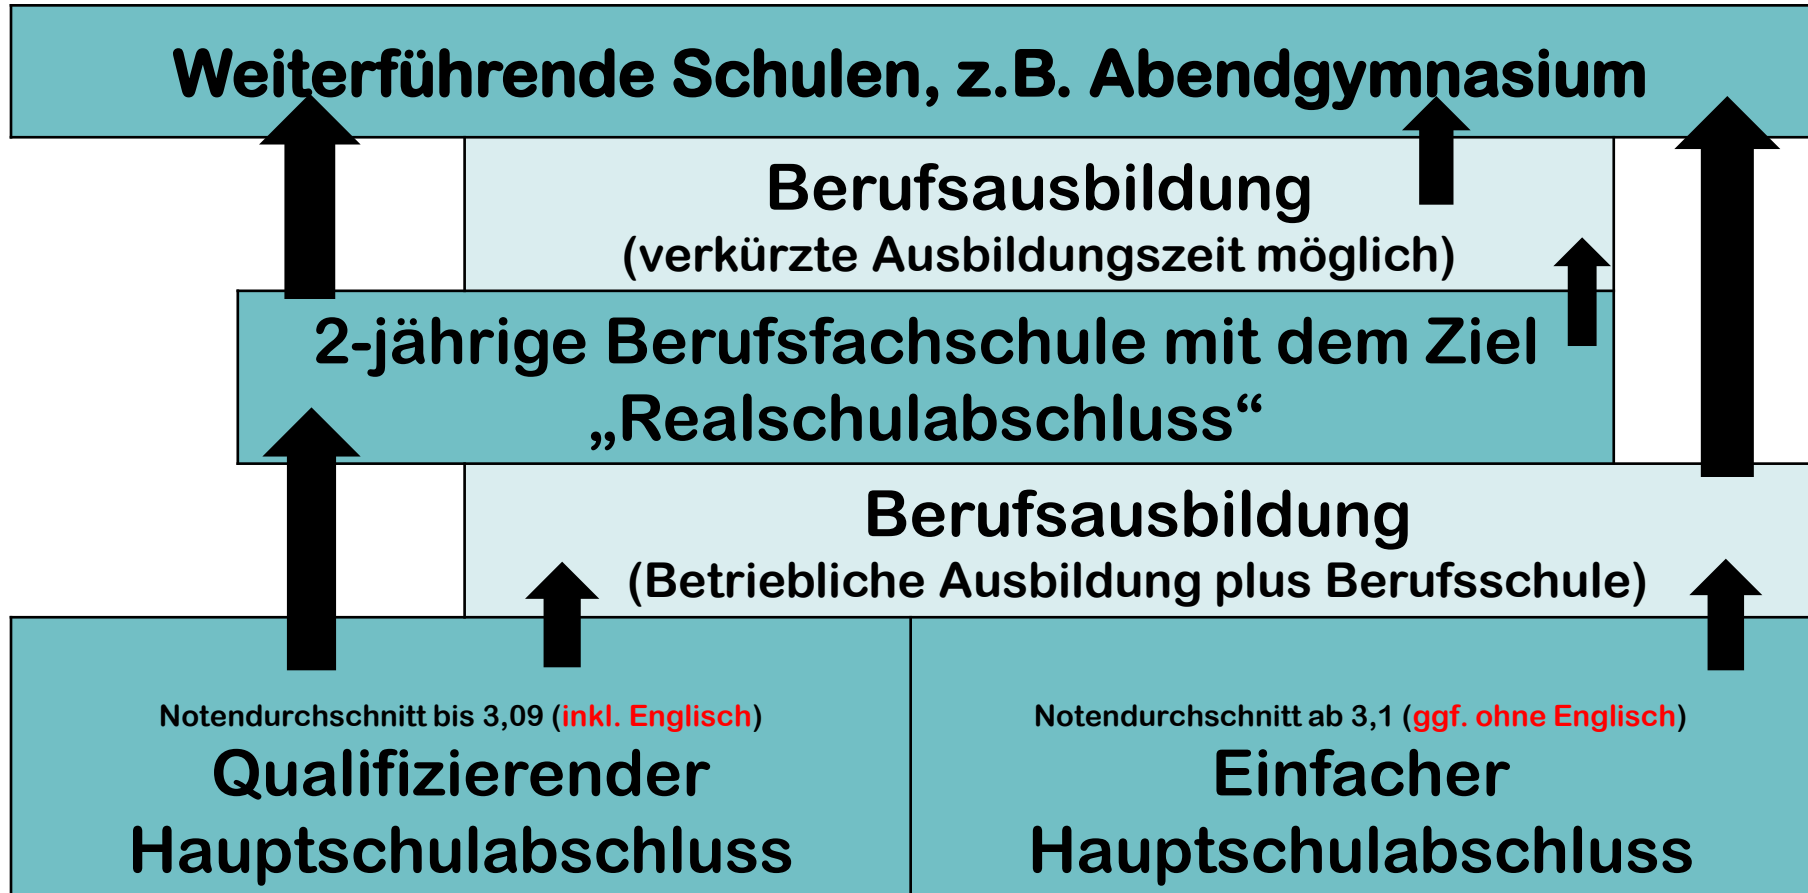 Weiterführende Schulen, z.B. Abendgymnasium
Berufsausbildung
(verkürzte Ausbildungszeit möglich)
2-jährige Berufsfachschule mit dem Ziel
„Realschulabschluss“
Berufsausbildung
(Betriebliche Ausbildung plus Berufsschule)
Notendurchschnitt bis 3,09 (inkl. Englisch)
Qualifizierender
Hauptschulabschluss
Notendurchschnitt ab 3,1 (ggf. ohne Englisch)
Einfacher
Hauptschulabschluss